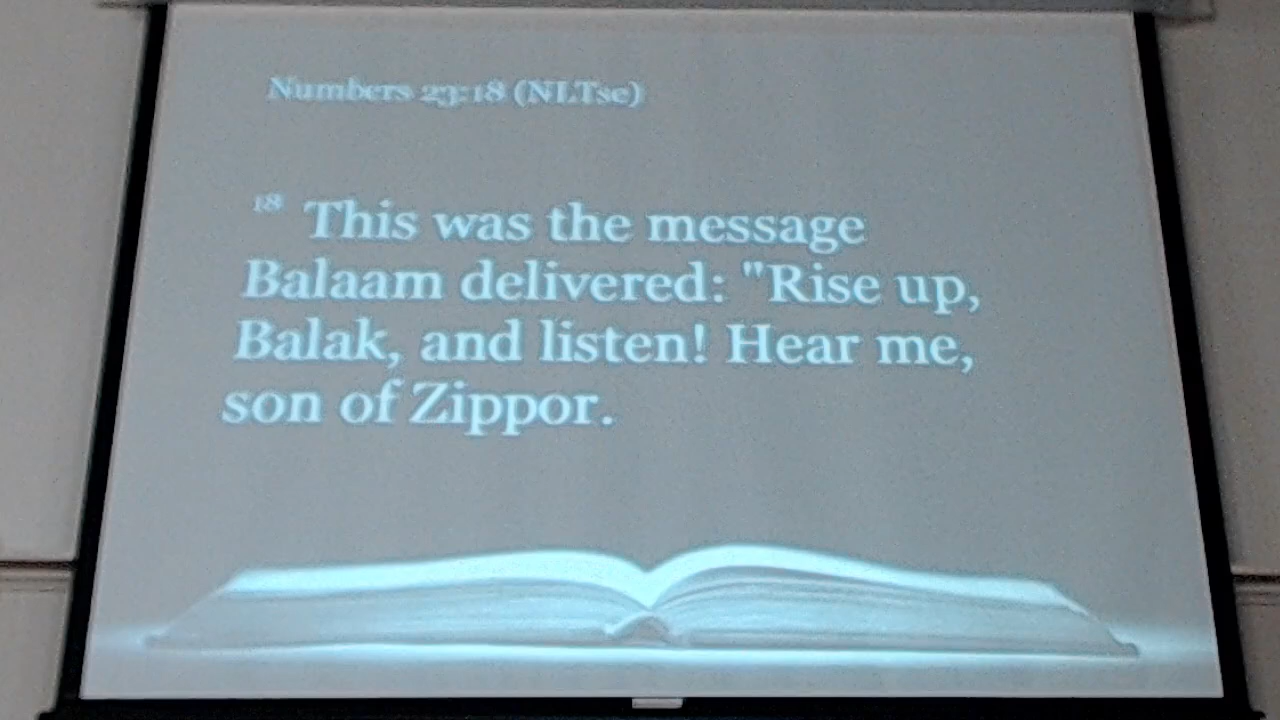 Numbers 23:18 (NLTse)
18 This was the message
Balaam delivered: "Rise up,
Balak, and listen! Hear me,
son of Zippor.